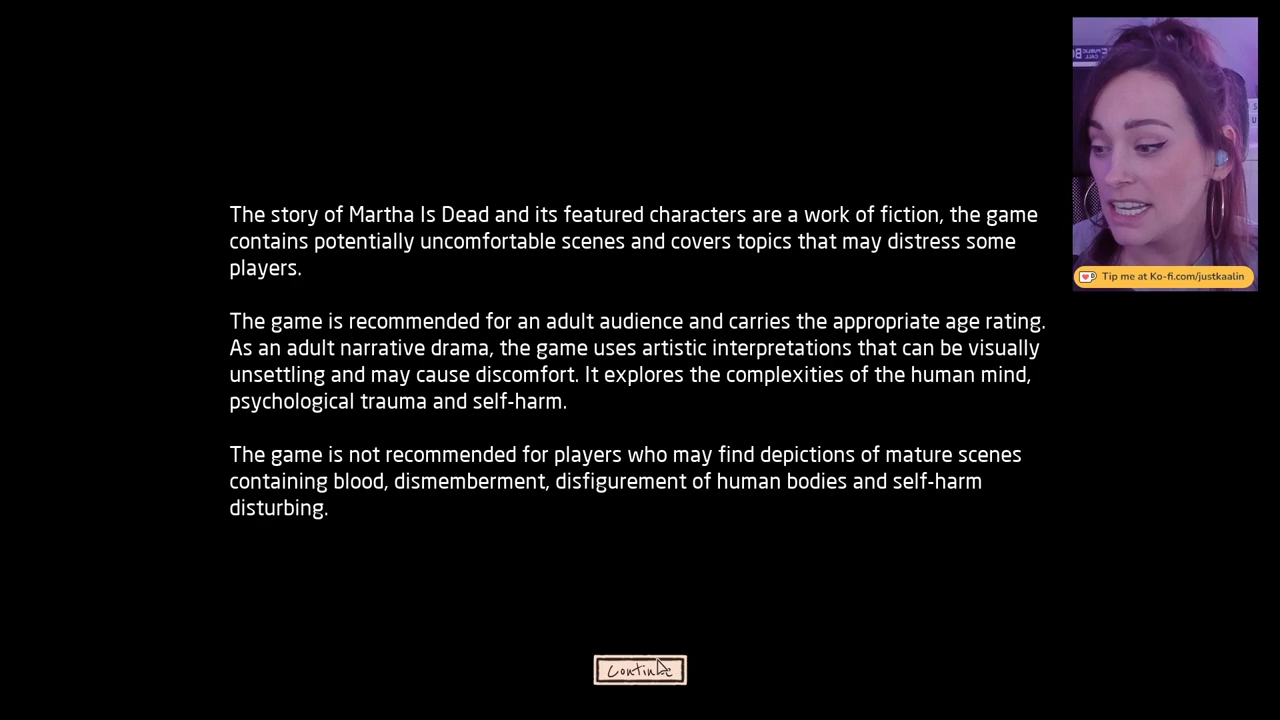 The story of Martha Is Dead and its featured characters are a work of fiction, the game
contains potentially uncomfortable scenes and covers topics that may distress some
players.
The game is recommended for an adult audience and carries the appropriate age rating.
As an adult narrative drama, the game uses artistic interpretations that can be visually
unsettling and may cause discomfort. It explores the complexities of the human mind,
psychological trauma and self-harm.
The game is not recommended for players who may find depictions of mature scenes
containing blood, dismemberment, disfigurement of human bodies and self-harm
disturbing.
Continue
Tip me at Ko-fi.com/justkaalin